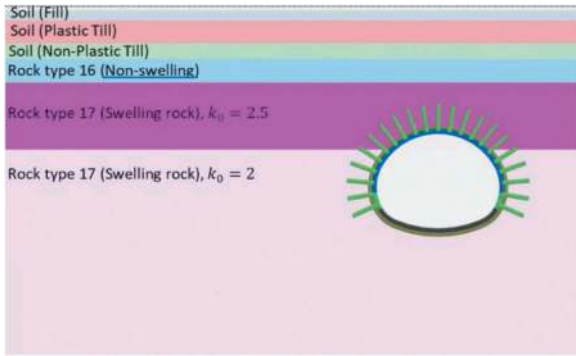 Soil (Fill)
Soil (Plastic Till)
Soil (Non-Plastic Till)
Rock type 16 (Non-swelling)
Rock type 17 (Swelling rock), k₀ = 2.5
Rock type 17 (Swelling rock), k₀ = 2